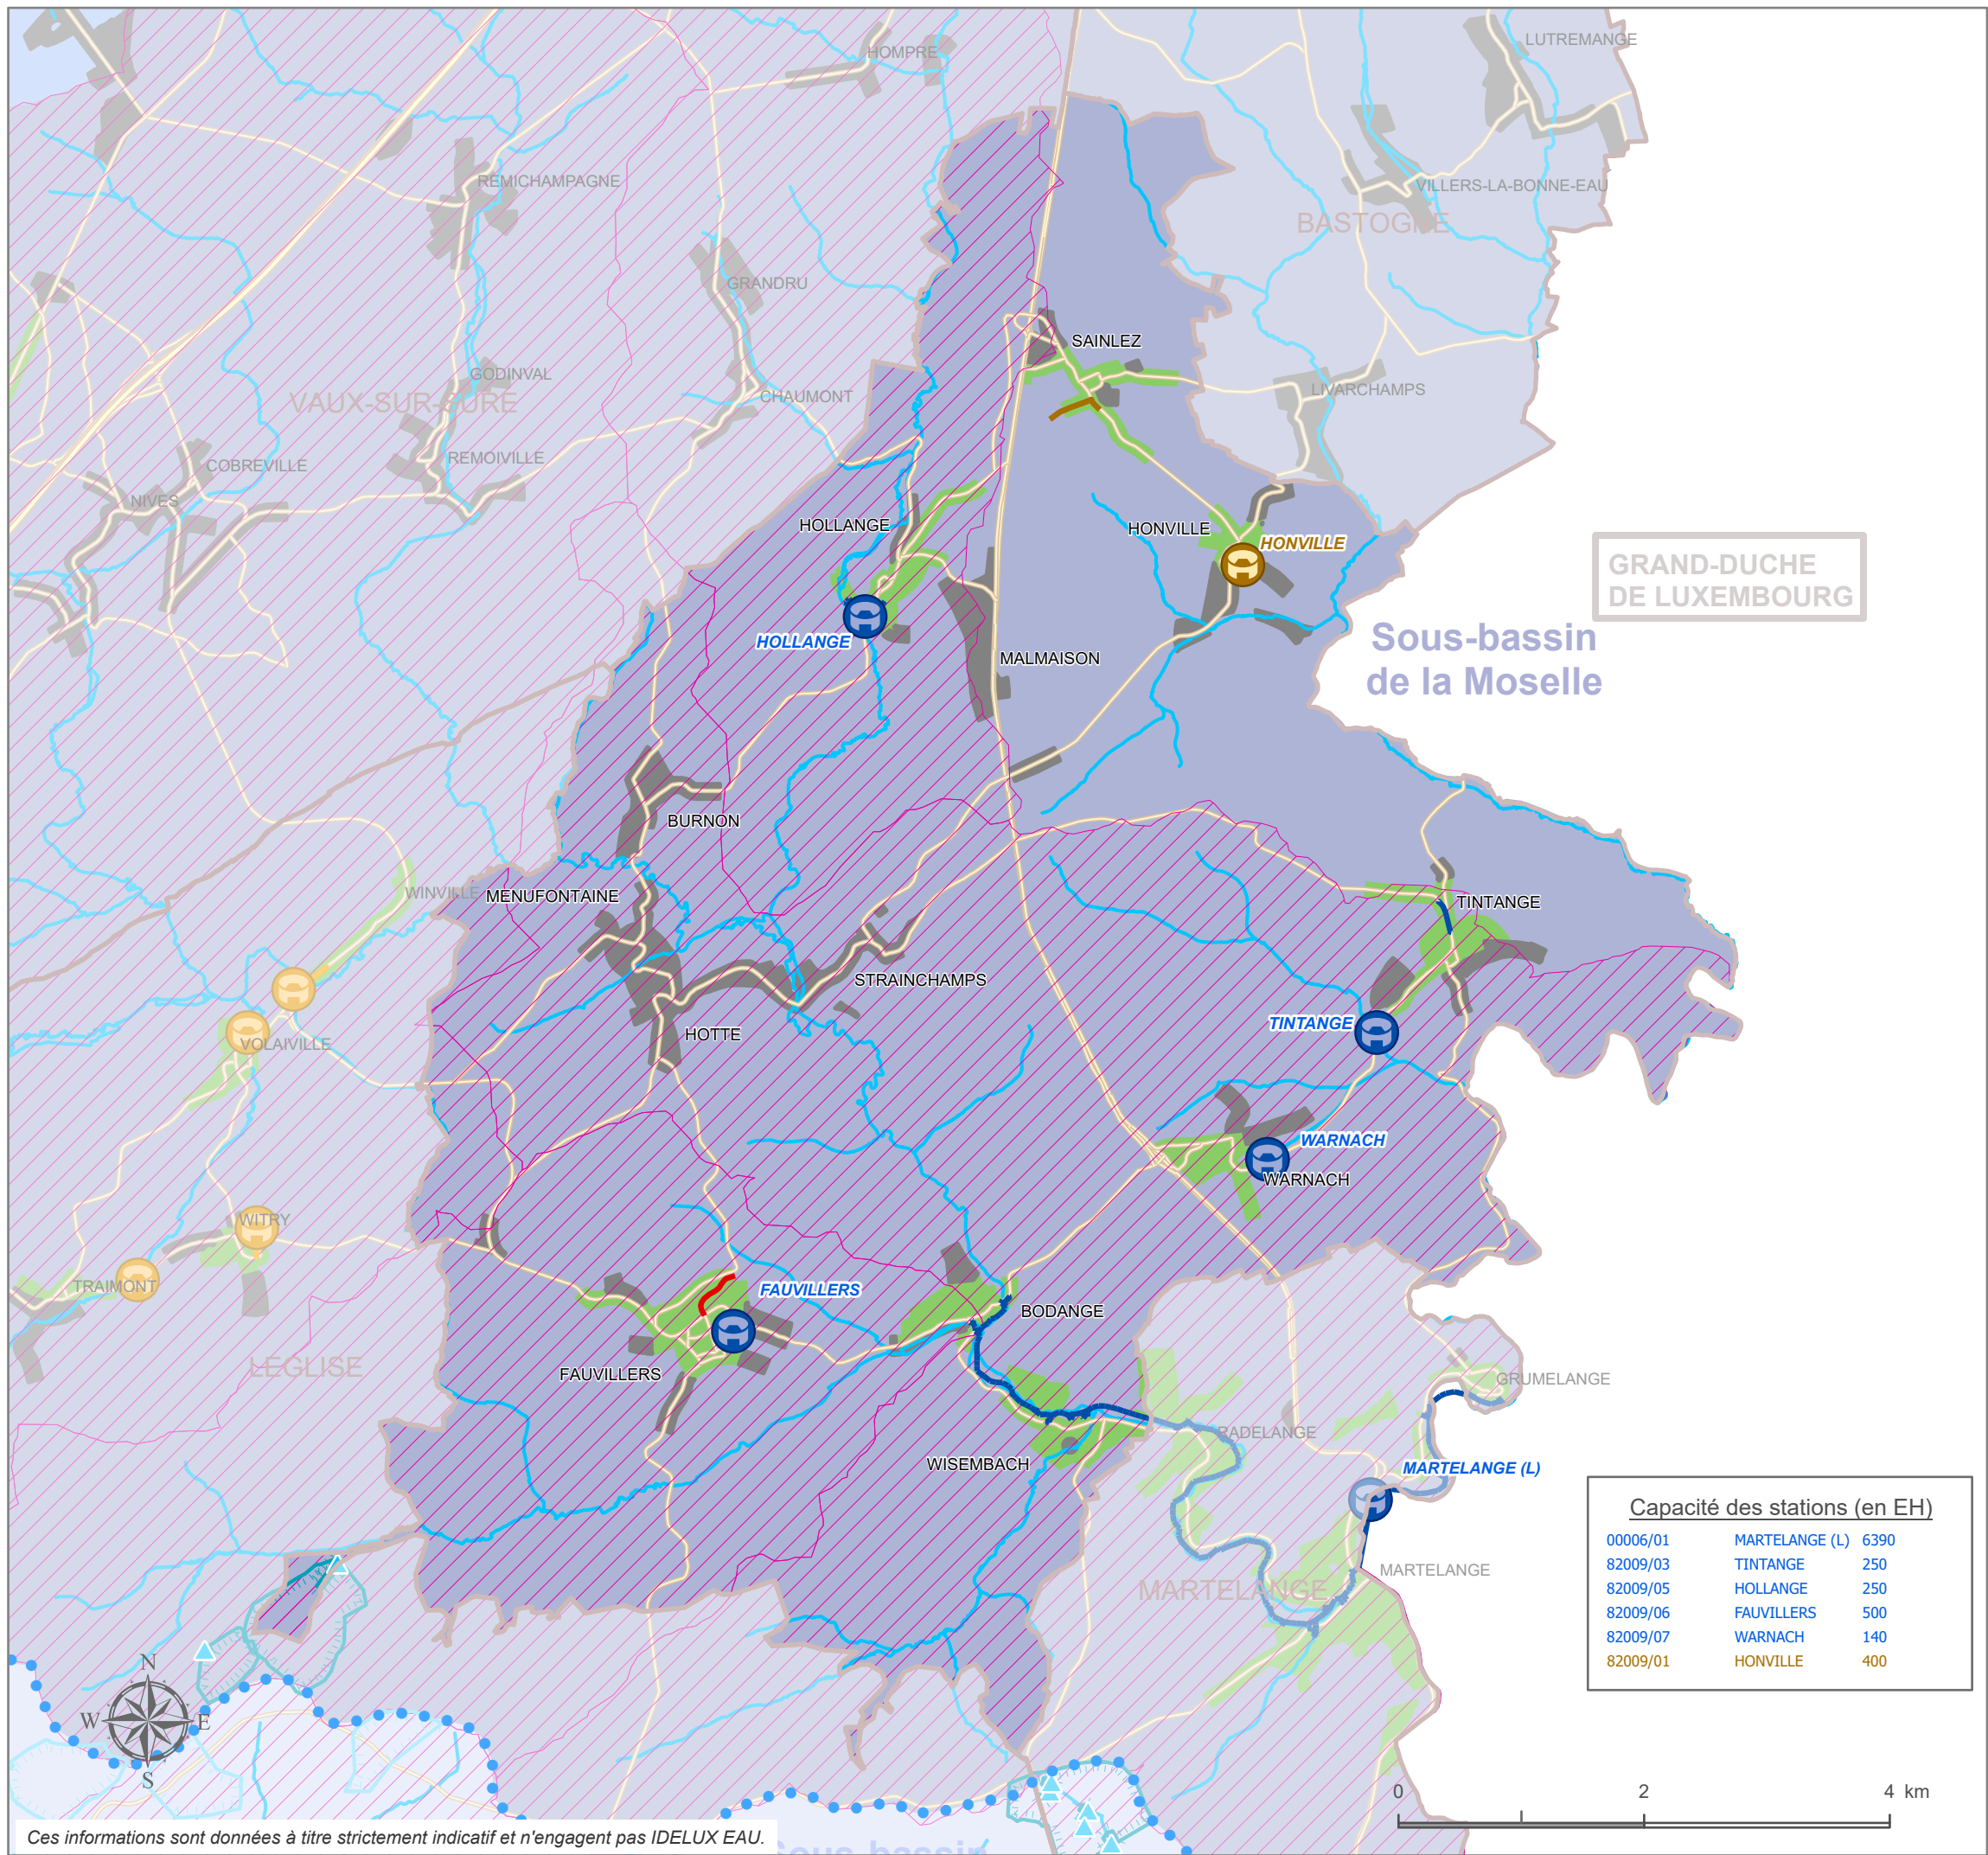 LUTREMANGE
HOMPRE
REMICHAMPAGNE
VILLERS-LA-BONNE-EAU
BASTOGNE
GRANDRU
SAINLEZ
GODINVAL
VAUX-SUR-SURE
CHAUMONT
LIVARCHAMPS
COBREVILLE
REMOIVILLE
NIVES
HOLLANGE
HONVILLE
HONVILLE
GRAND-DUCHE
DE LUXEMBOURG
HOLLANGE
Sous-bassin
de la Moselle
MALMAISON
BURNON
WINVILLE
MENUFONTAINE
TINTANGE
STRAINCHAMPS
TINTANGE
HOTTE
VOLAIVILLE
WARNACH
WARNACH
WITRY
TRAIMONT
FAUVILLERS
BODANGE
LEGLISE
FAUVILLERS
GRUMELANGE
RADELANGE
WISEMBACH
MARTELANGE (L)
MARTELANGE
MARTELANGE
Capacité des stations (en EH)
00006/01 MARTELANGE (L) 6390
82009/03 TINTANGE 250
82009/05 HOLLANGE 250
82009/06 FAUVILLERS 500
82009/07 WARNACH 140
82009/01 HONVILLE 400
N
W E
S
0 2 4 km
Ces informations sont données à titre strictement indicatif et n'engagent pas IDELUX EAU.
Sous-bassin